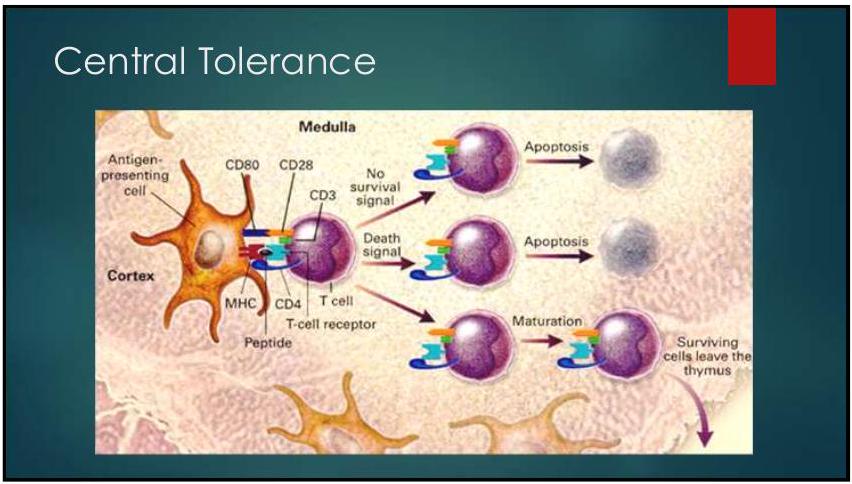 Central Tolerance
Medulla
Antigen-
presenting
cell
CD80
CD28
CD3
No
survival
signal
Apoptosis
Death
signal
Apoptosis
Cortex
MHC
CD4
T cell
T-cell receptor
Peptide
Maturation
Surviving
cells leave the
thymus